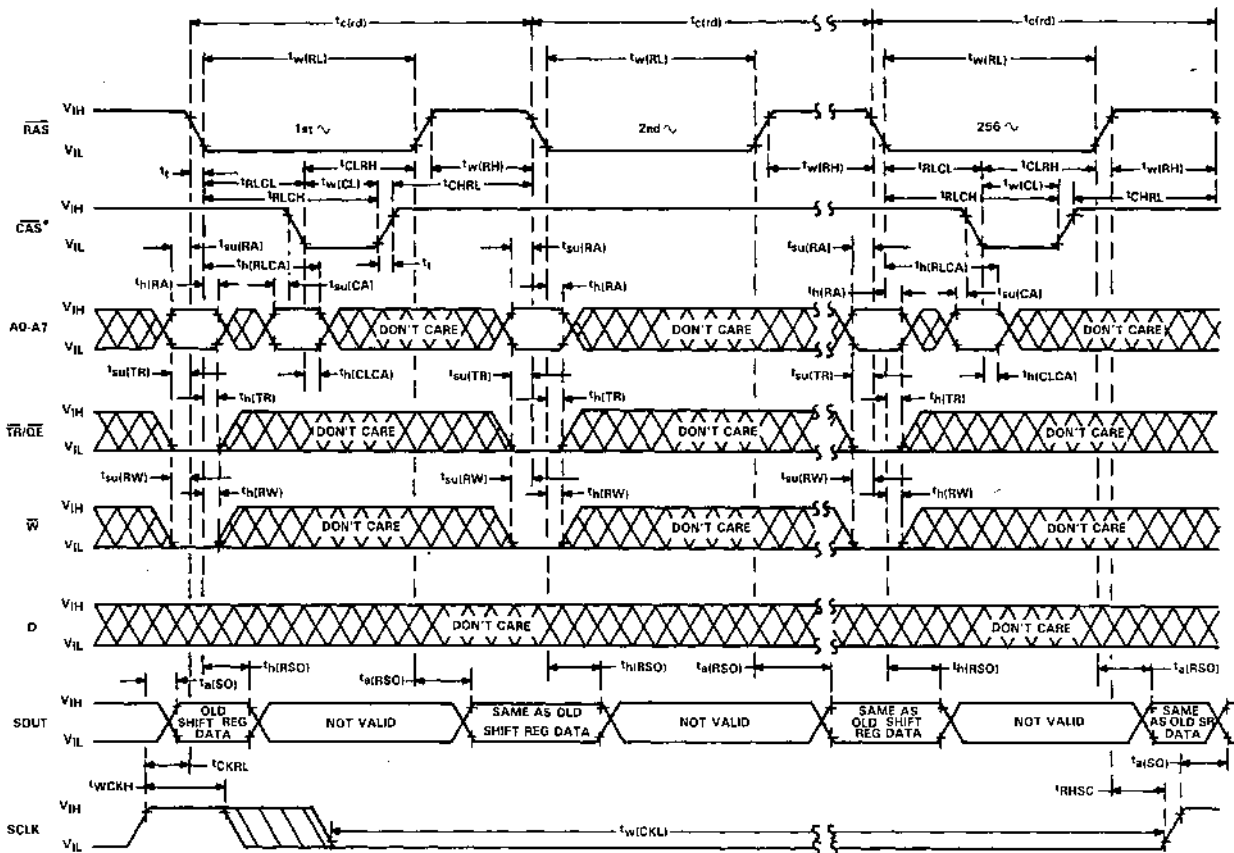 tc(rd) tc(rd) tc(rd)
tw(RL) tw(RL) tw(RL)
VIH
RAS 1st 2nd 256
VIL
tCLRH tCLRH
tt tRLCL tw(CL) tw(RH) tw(RH) tRLCL tw(CL) tw(RH)
tRLCH tCHRL tRLCH tCHRL
VIH
CAS*
VIL
tsu(RA) tsu(RA) tsu(RA)
th(RLCA) tt th(RLCA)
th(RA) tsu(CA) th(RA) th(RA) tsu(CA)
VIH
A0-A7 DON'T CARE DON'T CARE DON'T CARE
VIL
tsu(TR) th(CLCA) tsu(TR) tsu(TR) th(CLCA)
th(TR) th(TR) th(TR)
VIH
TR/QE DON'T CARE DON'T CARE DON'T CARE
VIL
tsu(RW) tsu(RW) tsu(RW)
th(RW) th(RW) th(RW)
VIH
W DON'T CARE DON'T CARE DON'T CARE
VIL
VIH
D DON'T CARE DON'T CARE
VIL
th(RSO) th(RSO) ta(RSO) th(RSO) ta(RSO)
ta(SO) ta(RSO)
VIH
SOUT
VIL
OLD SHIFT REG DATA
NOT VALID
SAME AS OLD SHIFT REG DATA
NOT VALID
SAME AS OLD SHIFT REG DATA
NOT VALID
SAME AS OLD SR DATA
tCKRL ta(SO)
tWCKH tRHSC
VIH
SCLK tw(CKL)
VIL